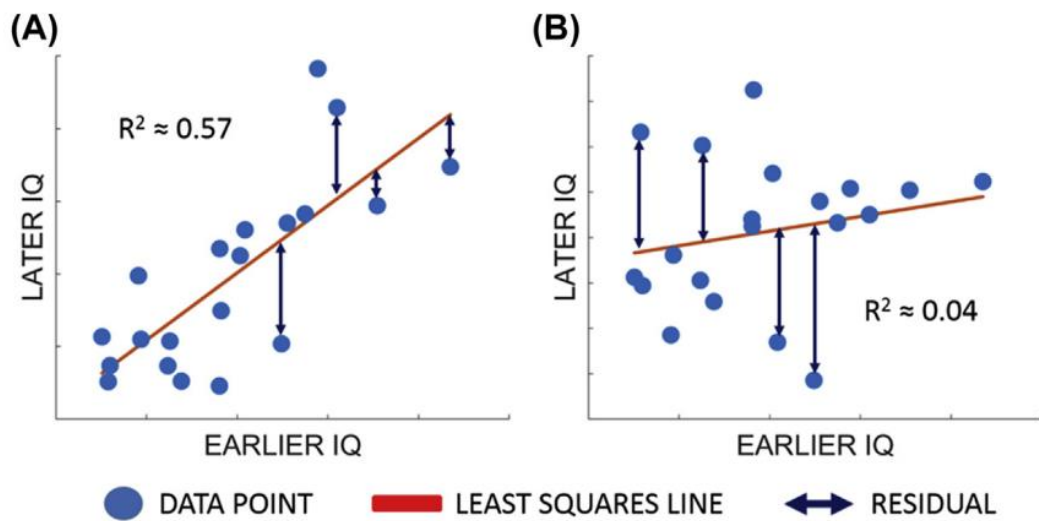 (A)
R² ≈ 0.57
LATER IQ
EARLIER IQ
(B)
R² ≈ 0.04
LATER IQ
EARLIER IQ
DATA POINT
LEAST SQUARES LINE
RESIDUAL